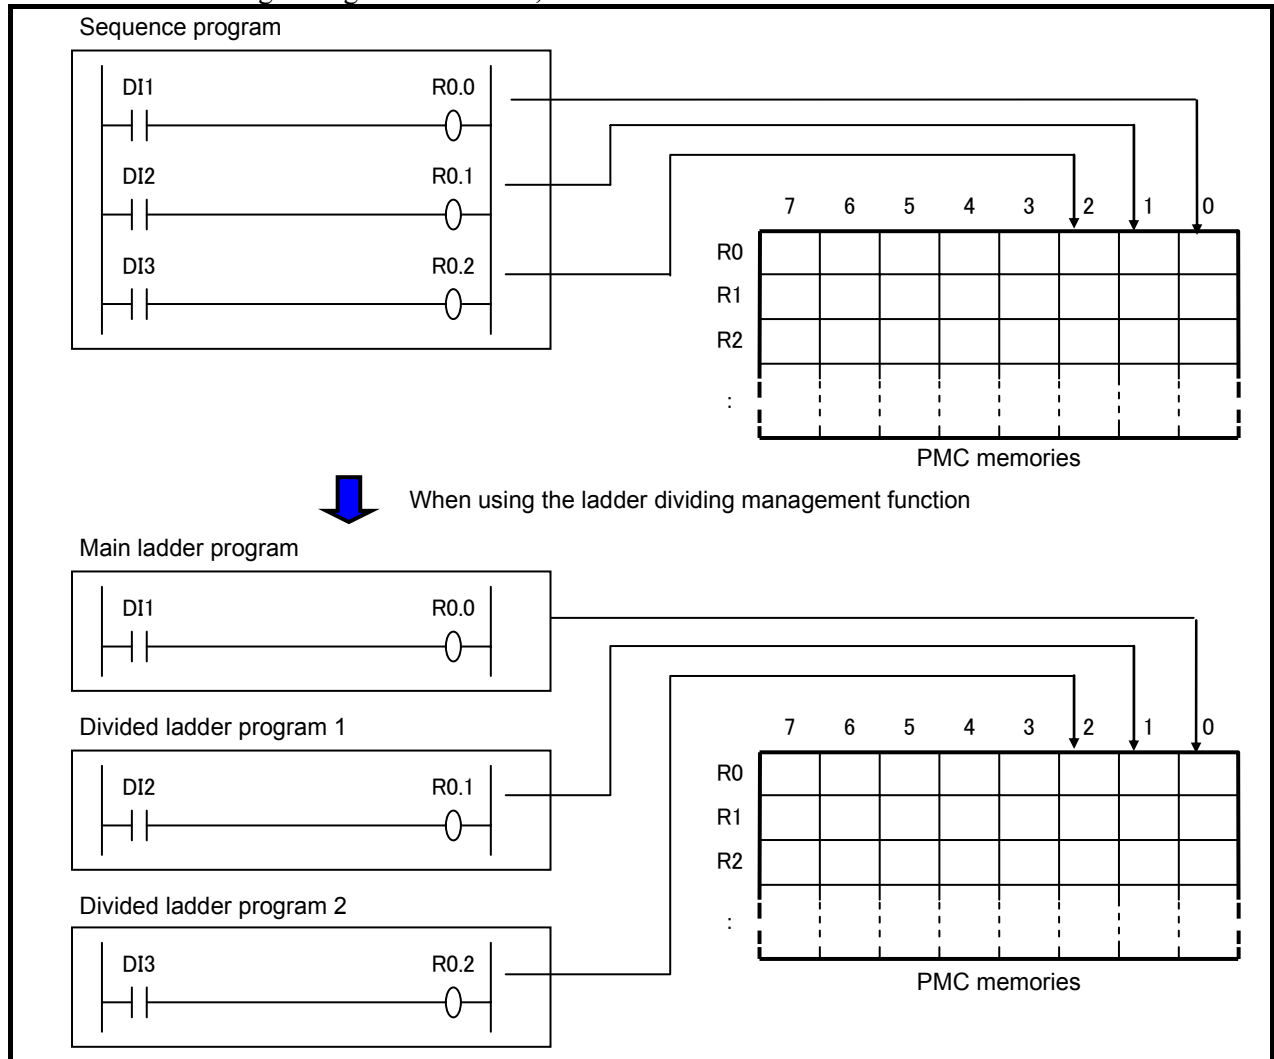 Sequence program
DI1 R0.0
DI2 R0.1
DI3 R0.2
7 6 5 4 3 2 1 0
R0
R1
R2
:
PMC memories
When using the ladder dividing management function
Main ladder program
DI1 R0.0
Divided ladder program 1
DI2 R0.1
Divided ladder program 2
DI3 R0.2
7 6 5 4 3 2 1 0
R0
R1
R2
:
PMC memories